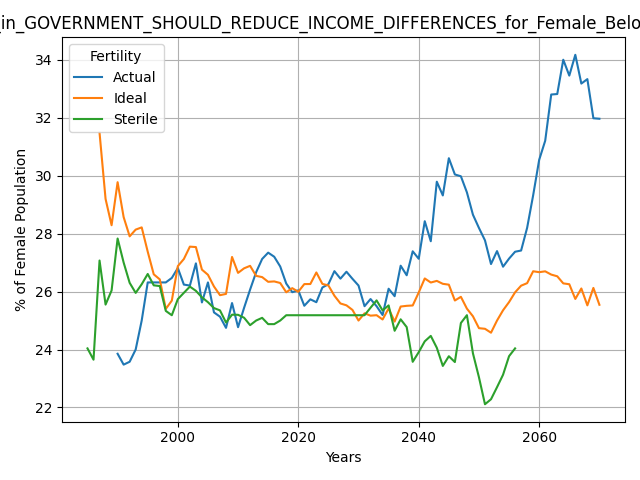 _in_GOVERNMENT_SHOULD_REDUCE_INCOME_DIFFERENCES_for_Female_Belo
Fertility
Actual
Ideal
Sterile
% of Female Population
34
32
30
28
26
24
22
2000
2020
2040
2060
Years